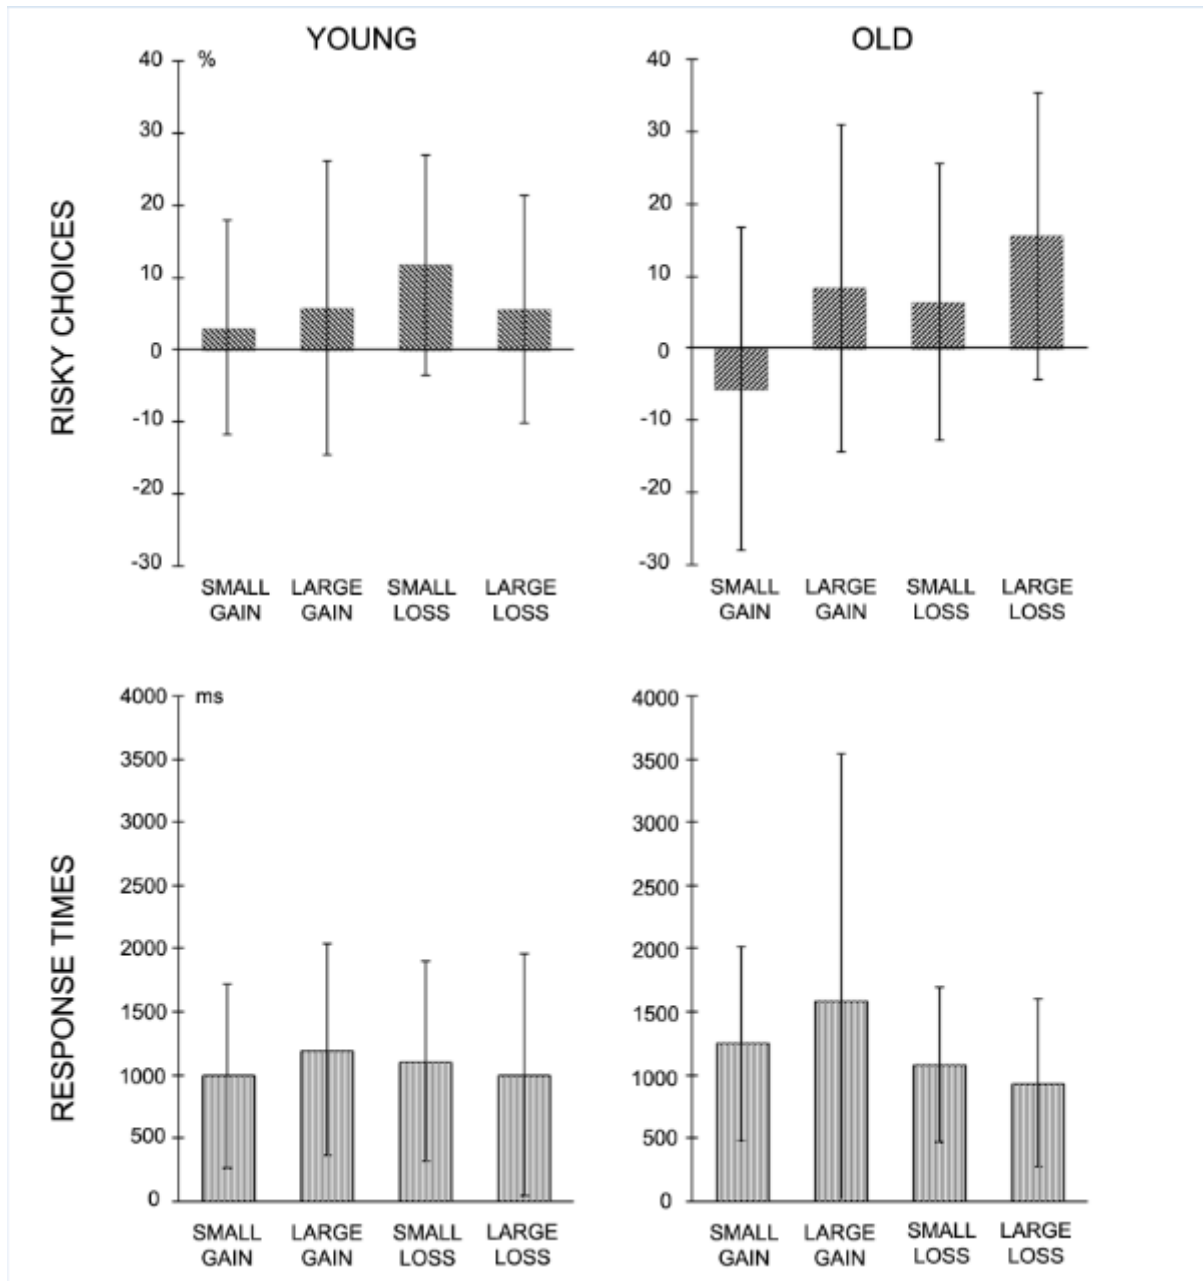 YOUNG
OLD
RISKY CHOICES
%
40
30
20
10
0
-10
-20
-30
SMALL GAIN
LARGE GAIN
SMALL LOSS
LARGE LOSS
40
30
20
10
0
-10
-20
-30
SMALL GAIN
LARGE GAIN
SMALL LOSS
LARGE LOSS
RESPONSE TIMES
ms
4000
3500
3000
2500
2000
1500
1000
500
0
SMALL GAIN
LARGE GAIN
SMALL LOSS
LARGE LOSS
4000
3500
3000
2500
2000
1500
1000
500
0
SMALL GAIN
LARGE GAIN
SMALL LOSS
LARGE LOSS